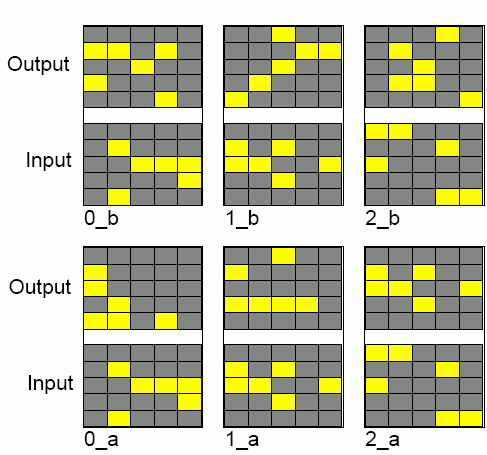 Output
Input
0_b 1_b 2_b
Output
Input
0_a 1_a 2_a